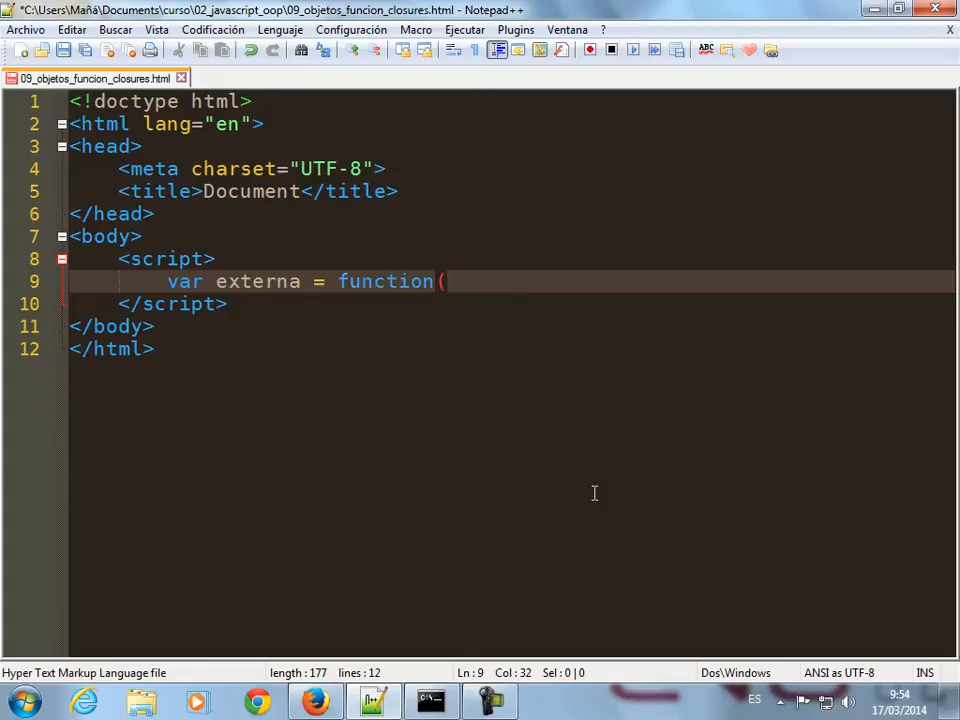 *C:\Users\Mañá\Documents\curso\02_javascript_oop\09_objetos_funcion_closures.html - Notepad++
Archivo Editar Buscar Vista Codificación Lenguaje Configuración Macro Ejecutar Plugins Ventana ? X
ABC
09_objetos_funcion_closures.html
1 <!doctype html>
2 <html lang="en">
3 <head>
4 <meta charset="UTF-8">
5 <title>Document</title>
6 </head>
7 <body>
8 <script>
9 var externa = function(
10 </script>
11 </body>
12 </html>
Hyper Text Markup Language file length : 177 lines : 12 Ln : 9 Col : 32 Sel : 0 | 0 Dos\Windows ANSI as UTF-8 INS
ES 9:54
17/03/2014